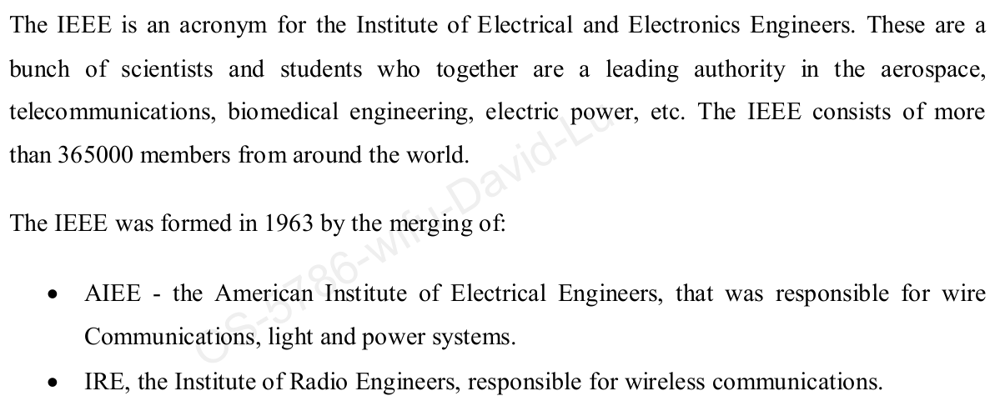 The IEEE is an acronym for the Institute of Electrical and Electronics Engineers. These are a
bunch of scientists and students who together are a leading authority in the aerospace,
telecommunications, biomedical engineering, electric power, etc. The IEEE consists of more
than 365000 members from around the world.
The IEEE was formed in 1963 by the merging of:
• AIEE - the American Institute of Electrical Engineers, that was responsible for wire
Communications, light and power systems.
• IRE, the Institute of Radio Engineers, responsible for wireless communications.
OS-5786-wifu-David-Lu